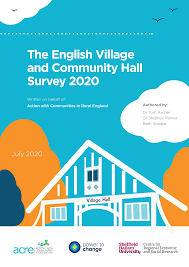 The English Village
and Community Hall
Survey 2020
Written on behalf of:
Action with Communities in Rural England
Authored by:
Dr Tom Archer
Dr Stephen Parkes
Beth Speake
July 2020
Village Hall
acre
power to
change
Sheffield
Hallam
University
Centre for
Regional Economic
and Social Research